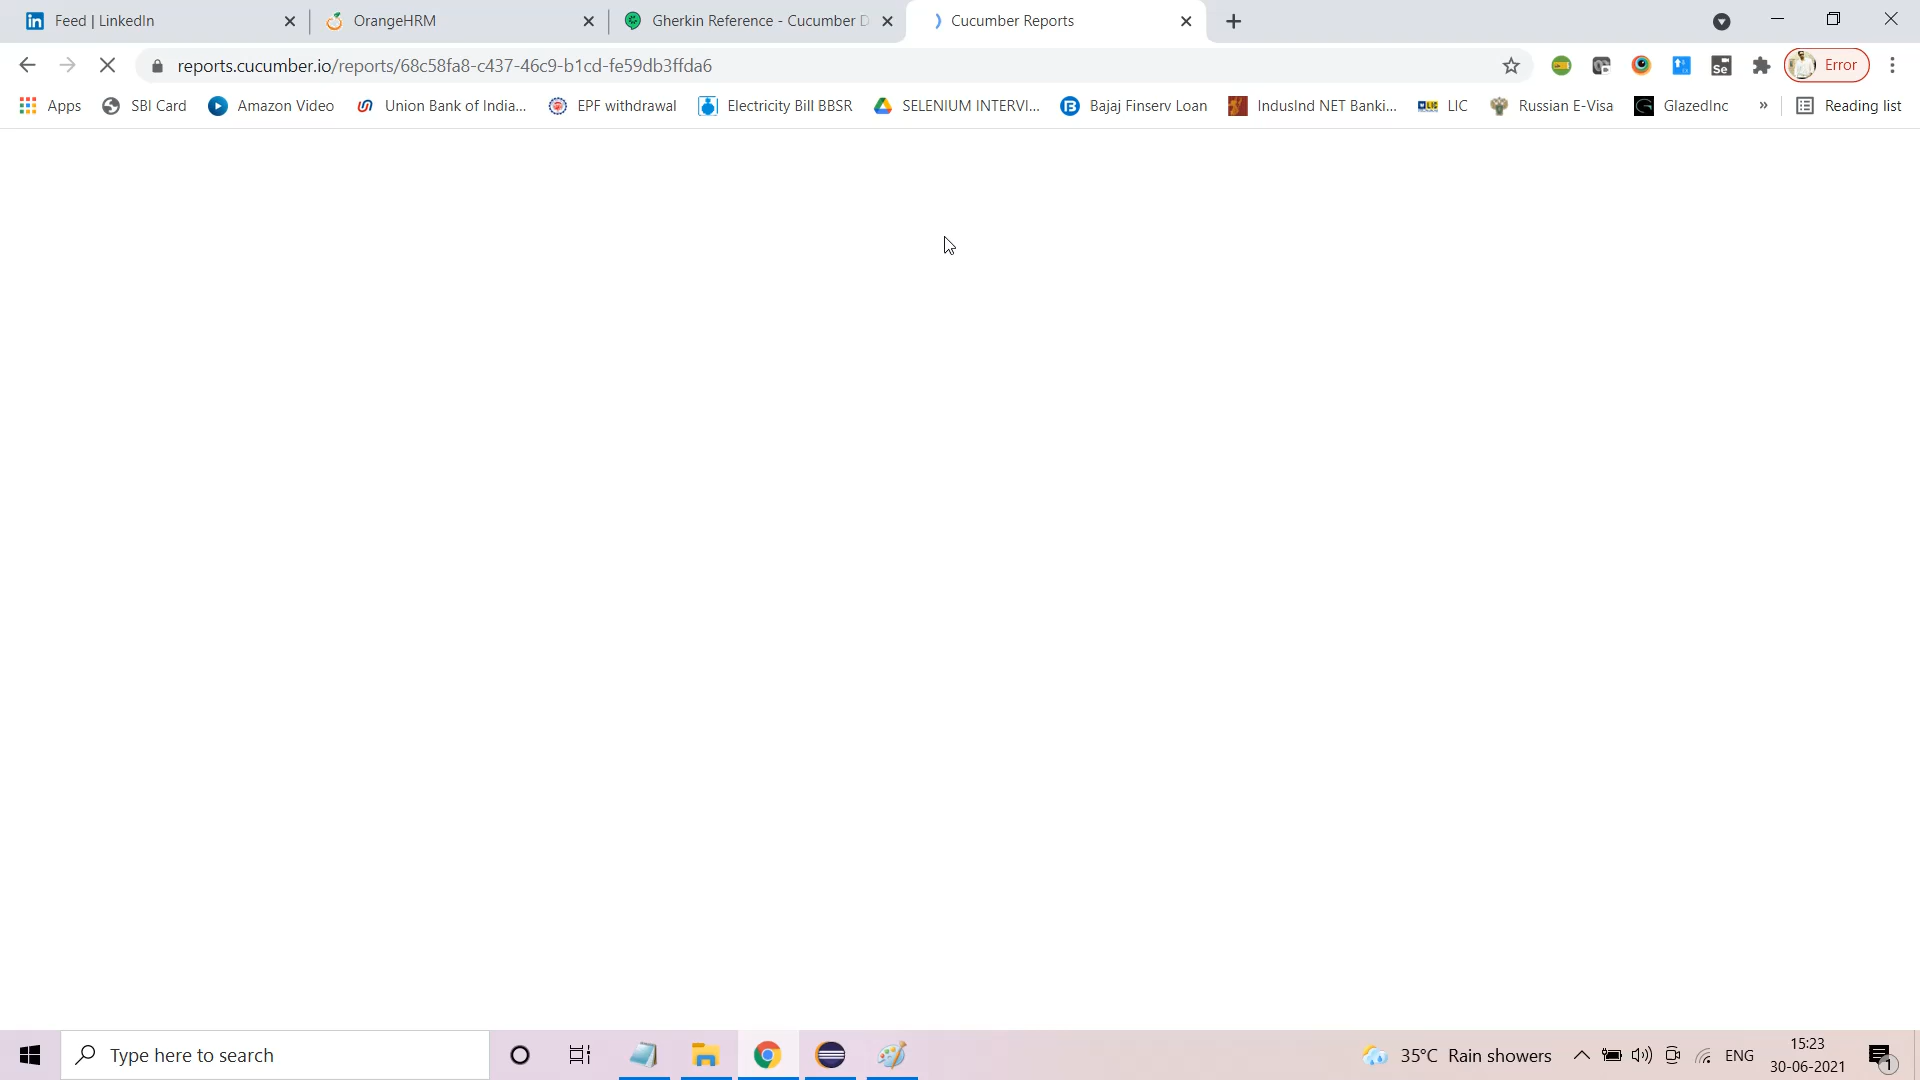 Feed | LinkedIn
OrangeHRM
Gherkin Reference - Cucumber D
Cucumber Reports
reports.cucumber.io/reports/68c58fa8-c437-46c9-b1cd-fe59db3ffda6
Se
Error
Apps
SBI Card
Amazon Video
Union Bank of India...
EPF withdrawal
Electricity Bill BBSR
SELENIUM INTERVI...
Bajaj Finserv Loan
IndusInd NET Banki...
LIC
LIC
Russian E-Visa
GlazedInc
»
Reading list
Type here to search
35°C Rain showers
ENG
15:23
30-06-2021
1